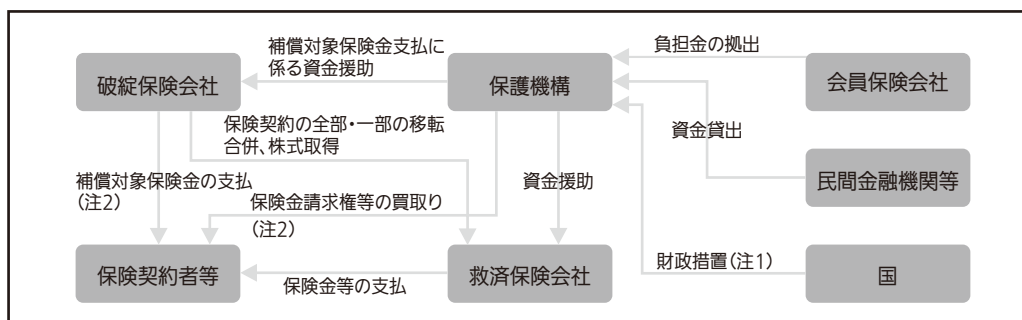 補償対象保険金支払に
係る資金援助
負担金の拠出
破綻保険会社
保護機構
会員保険会社
保険契約の全部・一部の移転
合併、株式取得
資金貸出
補償対象保険金の支払
(注2)
資金援助
民間金融機関等
保険金請求権等の買取り
(注2)
財政措置(注1)
保険契約者等
保険金等の支払
救済保険会社
国